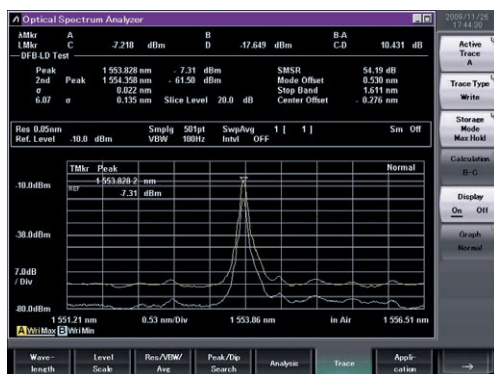 Optical Spectrum Analyzer
2009/11/26
17:44:30
λMkr A B B-A
LMkr C -7.218 dBm D -17.649 dBm C-D 10.431 dB
DFB-LD Test
Peak 1 553.828 nm - 7.31 dBm SMSR 54.19 dB
2nd Peak 1 554.358 nm - 61.50 dBm Mode Offset 0.530 nm
σ 0.022 nm Stop Band 1.611 nm
6.07 σ 0.135 nm Slice Level 20.0 dB Center Offset - 0.276 nm
Res 0.05nm Smplg 501pt SwpAvg 1 [ 1 ] Sm Off
Ref. Level -10.0 dBm VBW 100Hz Intvl OFF
TMkr Peak Normal
1 553.828 2 nm
-7.31 dBm
REF
-10.0dBm
-30.0dBm
7.0dB
/ Div
-80.0dBm
1 551.21 nm 0.53 nm/Div 1 553.86 nm in Air 1 556.51 nm
A Wri Max B Wri Min
Active
Trace
A
Trace Type
Write
Storage
Mode
Max Hold
Calculation
B-C
Display
On Off
Graph
Normal
Wave-
length
Level
Scale
Res/VBW/
Avg
Peak/Dip
Search
Analysis
Trace
Appli-
cation
→